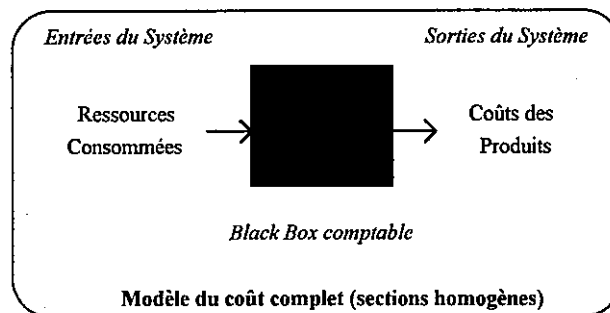 Entrées du Système
Sorties du Système
Ressources
Consommées
Coûts des
Produits
Black Box comptable
Modèle du coût complet (sections homogènes)